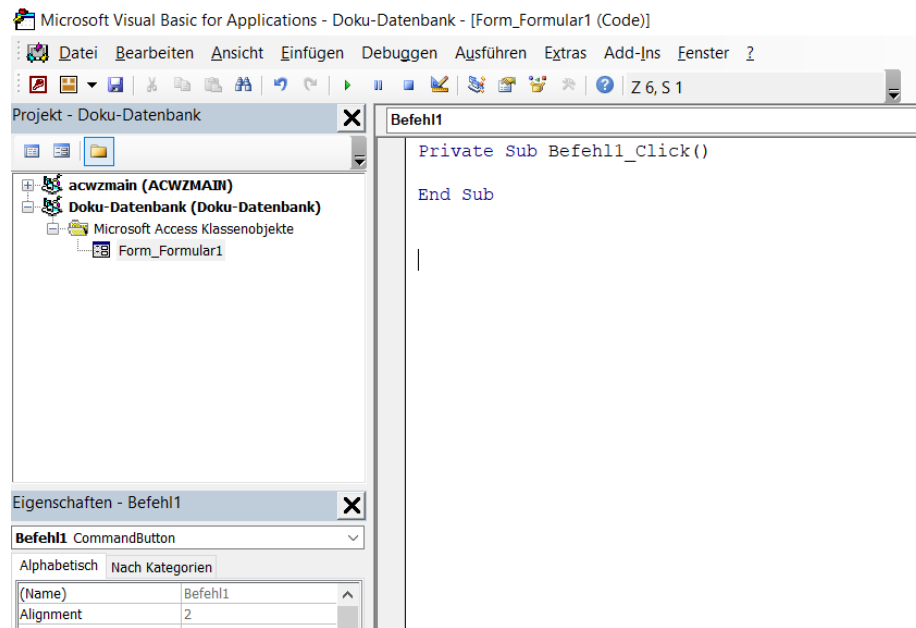 Microsoft Visual Basic for Applications - Doku-Datenbank - [Form_Formular1 (Code)]
Datei Bearbeiten Ansicht Einfügen Debuggen Ausführen Extras Add-Ins Fenster ?
Z 6, S 1
Projekt - Doku-Datenbank
acwzmain (ACWZMAIN)
Doku-Datenbank (Doku-Datenbank)
Microsoft Access Klassenobjekte
Form_Formular1
Eigenschaften - Befehl1
Befehl1 CommandButton
Alphabetisch Nach Kategorien
(Name) Befehl1
Alignment 2
Befehl1
Private Sub Befehl1_Click()
End Sub